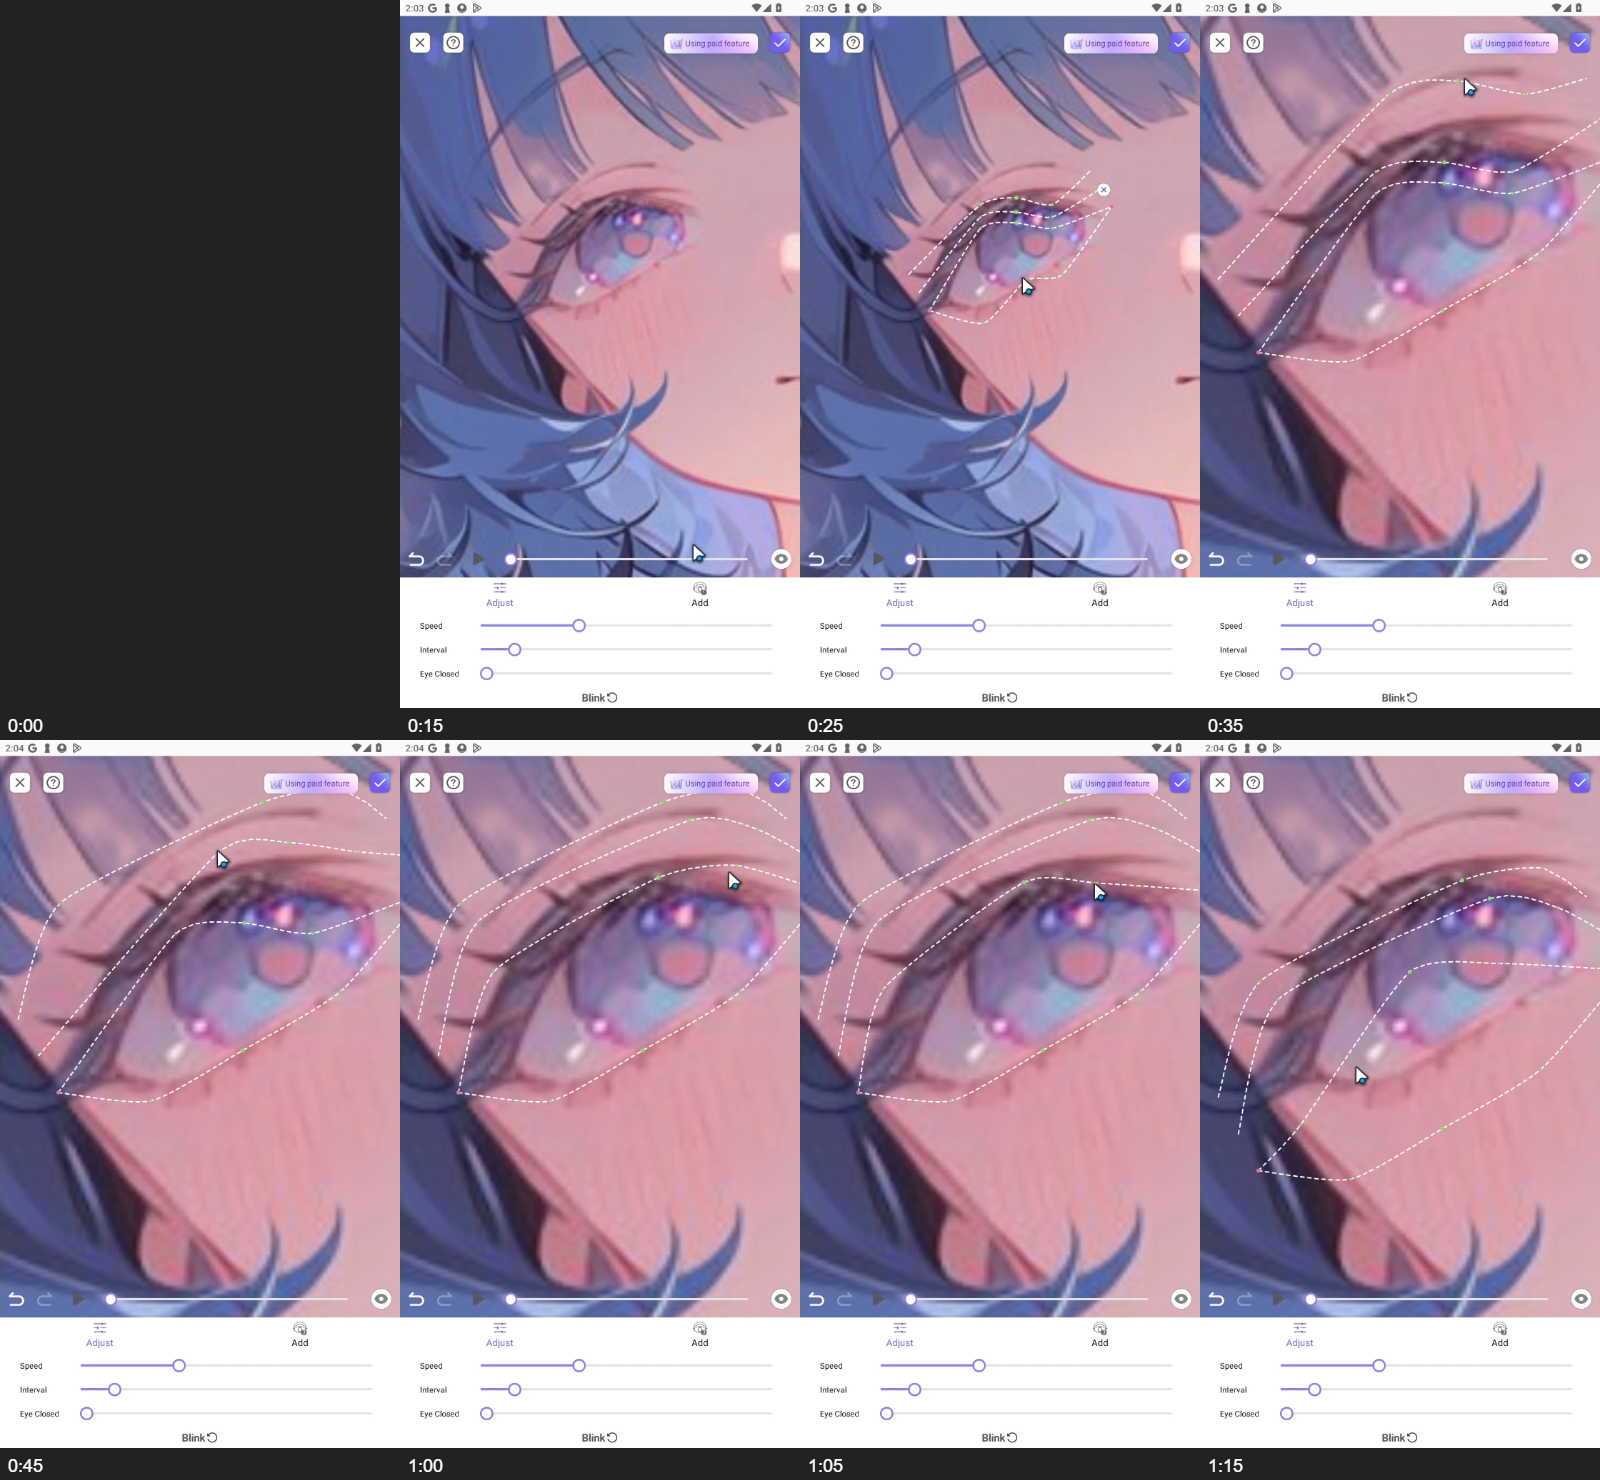 2:03
Using paid feature
Adjust
Add
Speed
Interval
Eye Closed
Blink
2:03
Using paid feature
Adjust
Add
Speed
Interval
Eye Closed
Blink
2:03
Using paid feature
Adjust
Add
Speed
Interval
Eye Closed
Blink
0:00
0:15
0:25
0:35
2:04
Using paid feature
Adjust
Add
Speed
Interval
Eye Closed
Blink
2:04
Using paid feature
Adjust
Add
Speed
Interval
Eye Closed
Blink
2:04
Using paid feature
Adjust
Add
Speed
Interval
Eye Closed
Blink
2:04
Using paid feature
Adjust
Add
Speed
Interval
Eye Closed
Blink
0:45
1:00
1:05
1:15